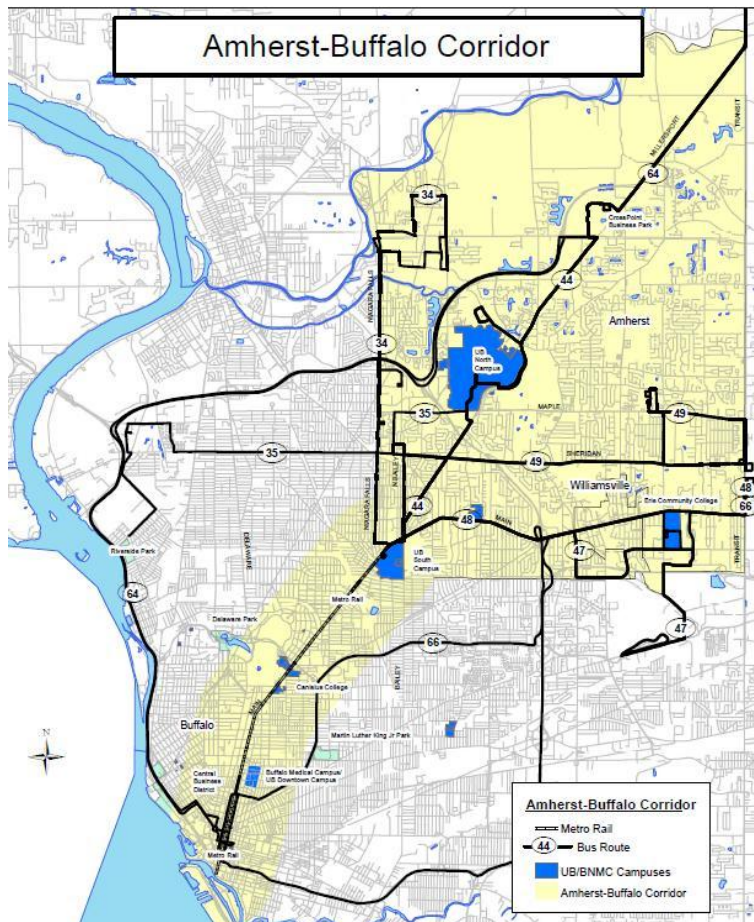 Amherst-Buffalo Corridor
TRANSIT
MILLERSPORT
64
34
CrossPoint
Business Park
44
NIAGARA FALLS
Amherst
34
UB
North
Campus
35
MAPLE
49
35
SHERIDAN
49
N BAILEY
Williamsville
48
NIAGARA FALLS
44
48
MAIN
Erie Community College
66
DELAWARE
Riverside Park
UB
South
Campus
47
TRANSIT
64
Metro Rail
Delaware Park
66
47
BAILEY
Canisius College
MAIN
Buffalo
Martin Luther King Jr Park
N
Central
Business
District
Buffalo Medical Campus/
UB Downtown Campus
Metro Rail
Amherst-Buffalo Corridor
Metro Rail
44 Bus Route
UB/BNMC Campuses
Amherst-Buffalo Corridor